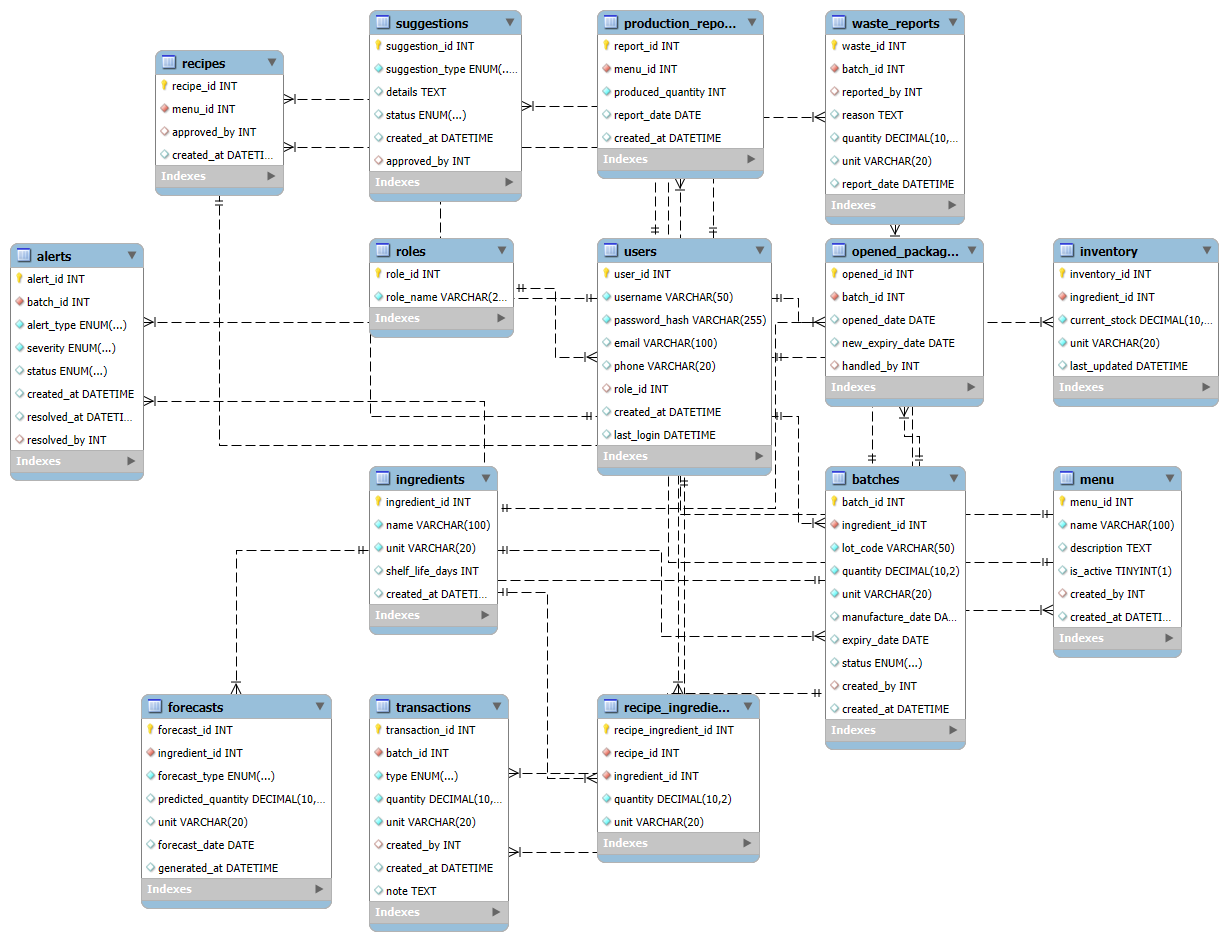 suggestions
suggestion_id INT
suggestion_type ENUM(...
details TEXT
status ENUM(...)
created_at DATETIME
approved_by INT
Indexes
production_repo...
report_id INT
menu_id INT
produced_quantity INT
report_date DATE
created_at DATETIME
Indexes
waste_reports
waste_id INT
batch_id INT
reported_by INT
reason TEXT
quantity DECIMAL(10,...
unit VARCHAR(20)
report_date DATETIME
Indexes
recipes
recipe_id INT
menu_id INT
approved_by INT
created_at DATETI...
Indexes
alerts
alert_id INT
batch_id INT
alert_type ENUM(...)
severity ENUM(...)
status ENUM(...)
created_at DATETIME
resolved_at DATETI...
resolved_by INT
Indexes
roles
role_id INT
role_name VARCHAR(2...
Indexes
users
user_id INT
username VARCHAR(50)
password_hash VARCHAR(255)
email VARCHAR(100)
phone VARCHAR(20)
role_id INT
created_at DATETIME
last_login DATETIME
Indexes
opened_packag...
opened_id INT
batch_id INT
opened_date DATE
new_expiry_date DATE
handled_by INT
Indexes
inventory
inventory_id INT
ingredient_id INT
current_stock DECIMAL(10,...
unit VARCHAR(20)
last_updated DATETIME
Indexes
ingredients
ingredient_id INT
name VARCHAR(100)
unit VARCHAR(20)
shelf_life_days INT
created_at DATETI...
Indexes
batches
batch_id INT
ingredient_id INT
lot_code VARCHAR(50)
quantity DECIMAL(10,2)
unit VARCHAR(20)
manufacture_date DA...
expiry_date DATE
status ENUM(...)
created_by INT
created_at DATETIME
Indexes
menu
menu_id INT
name VARCHAR(100)
description TEXT
is_active TINYINT(1)
created_by INT
created_at DATETI...
Indexes
forecasts
forecast_id INT
ingredient_id INT
forecast_type ENUM(...)
predicted_quantity DECIMAL(10,...
unit VARCHAR(20)
forecast_date DATE
generated_at DATETIME
Indexes
transactions
transaction_id INT
batch_id INT
type ENUM(...)
quantity DECIMAL(10,...
unit VARCHAR(20)
created_by INT
created_at DATETIME
note TEXT
Indexes
recipe_ingredie...
recipe_ingredient_id INT
recipe_id INT
ingredient_id INT
quantity DECIMAL(10,2)
unit VARCHAR(20)
Indexes